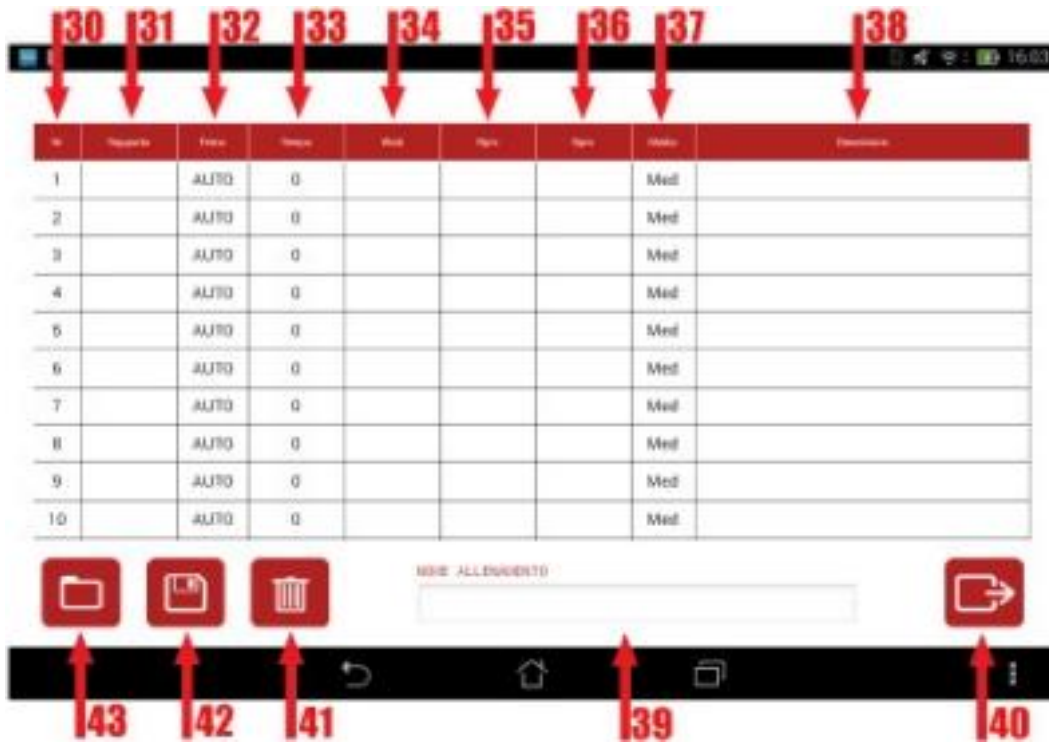 30 31 32 33 34 35 36 37 38
16:03
1 AUTO 0 Med
2 AUTO 0 Med
3 AUTO 0 Med
4 AUTO 0 Med
5 AUTO 0 Med
6 AUTO 0 Med
7 AUTO 0 Med
8 AUTO 0 Med
9 AUTO 0 Med
10 AUTO 0 Med
NOME ALLENAMENTO
43 42 41 39 40